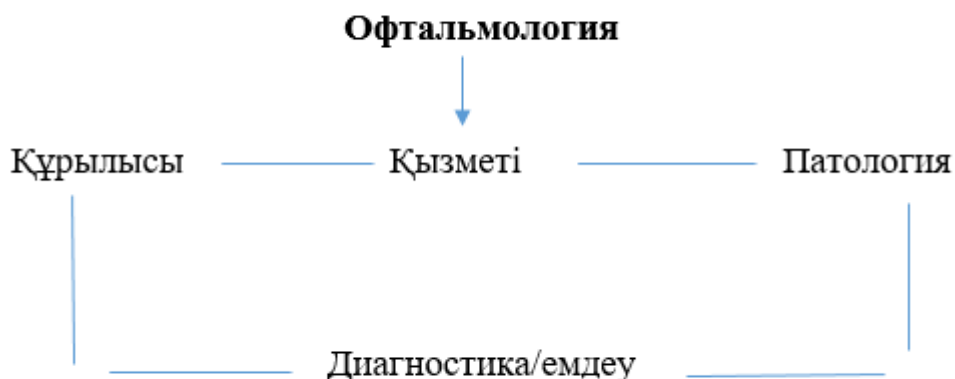 Офтальмология
Құрылысы Қызметі Патология
Диагностика/емдеу